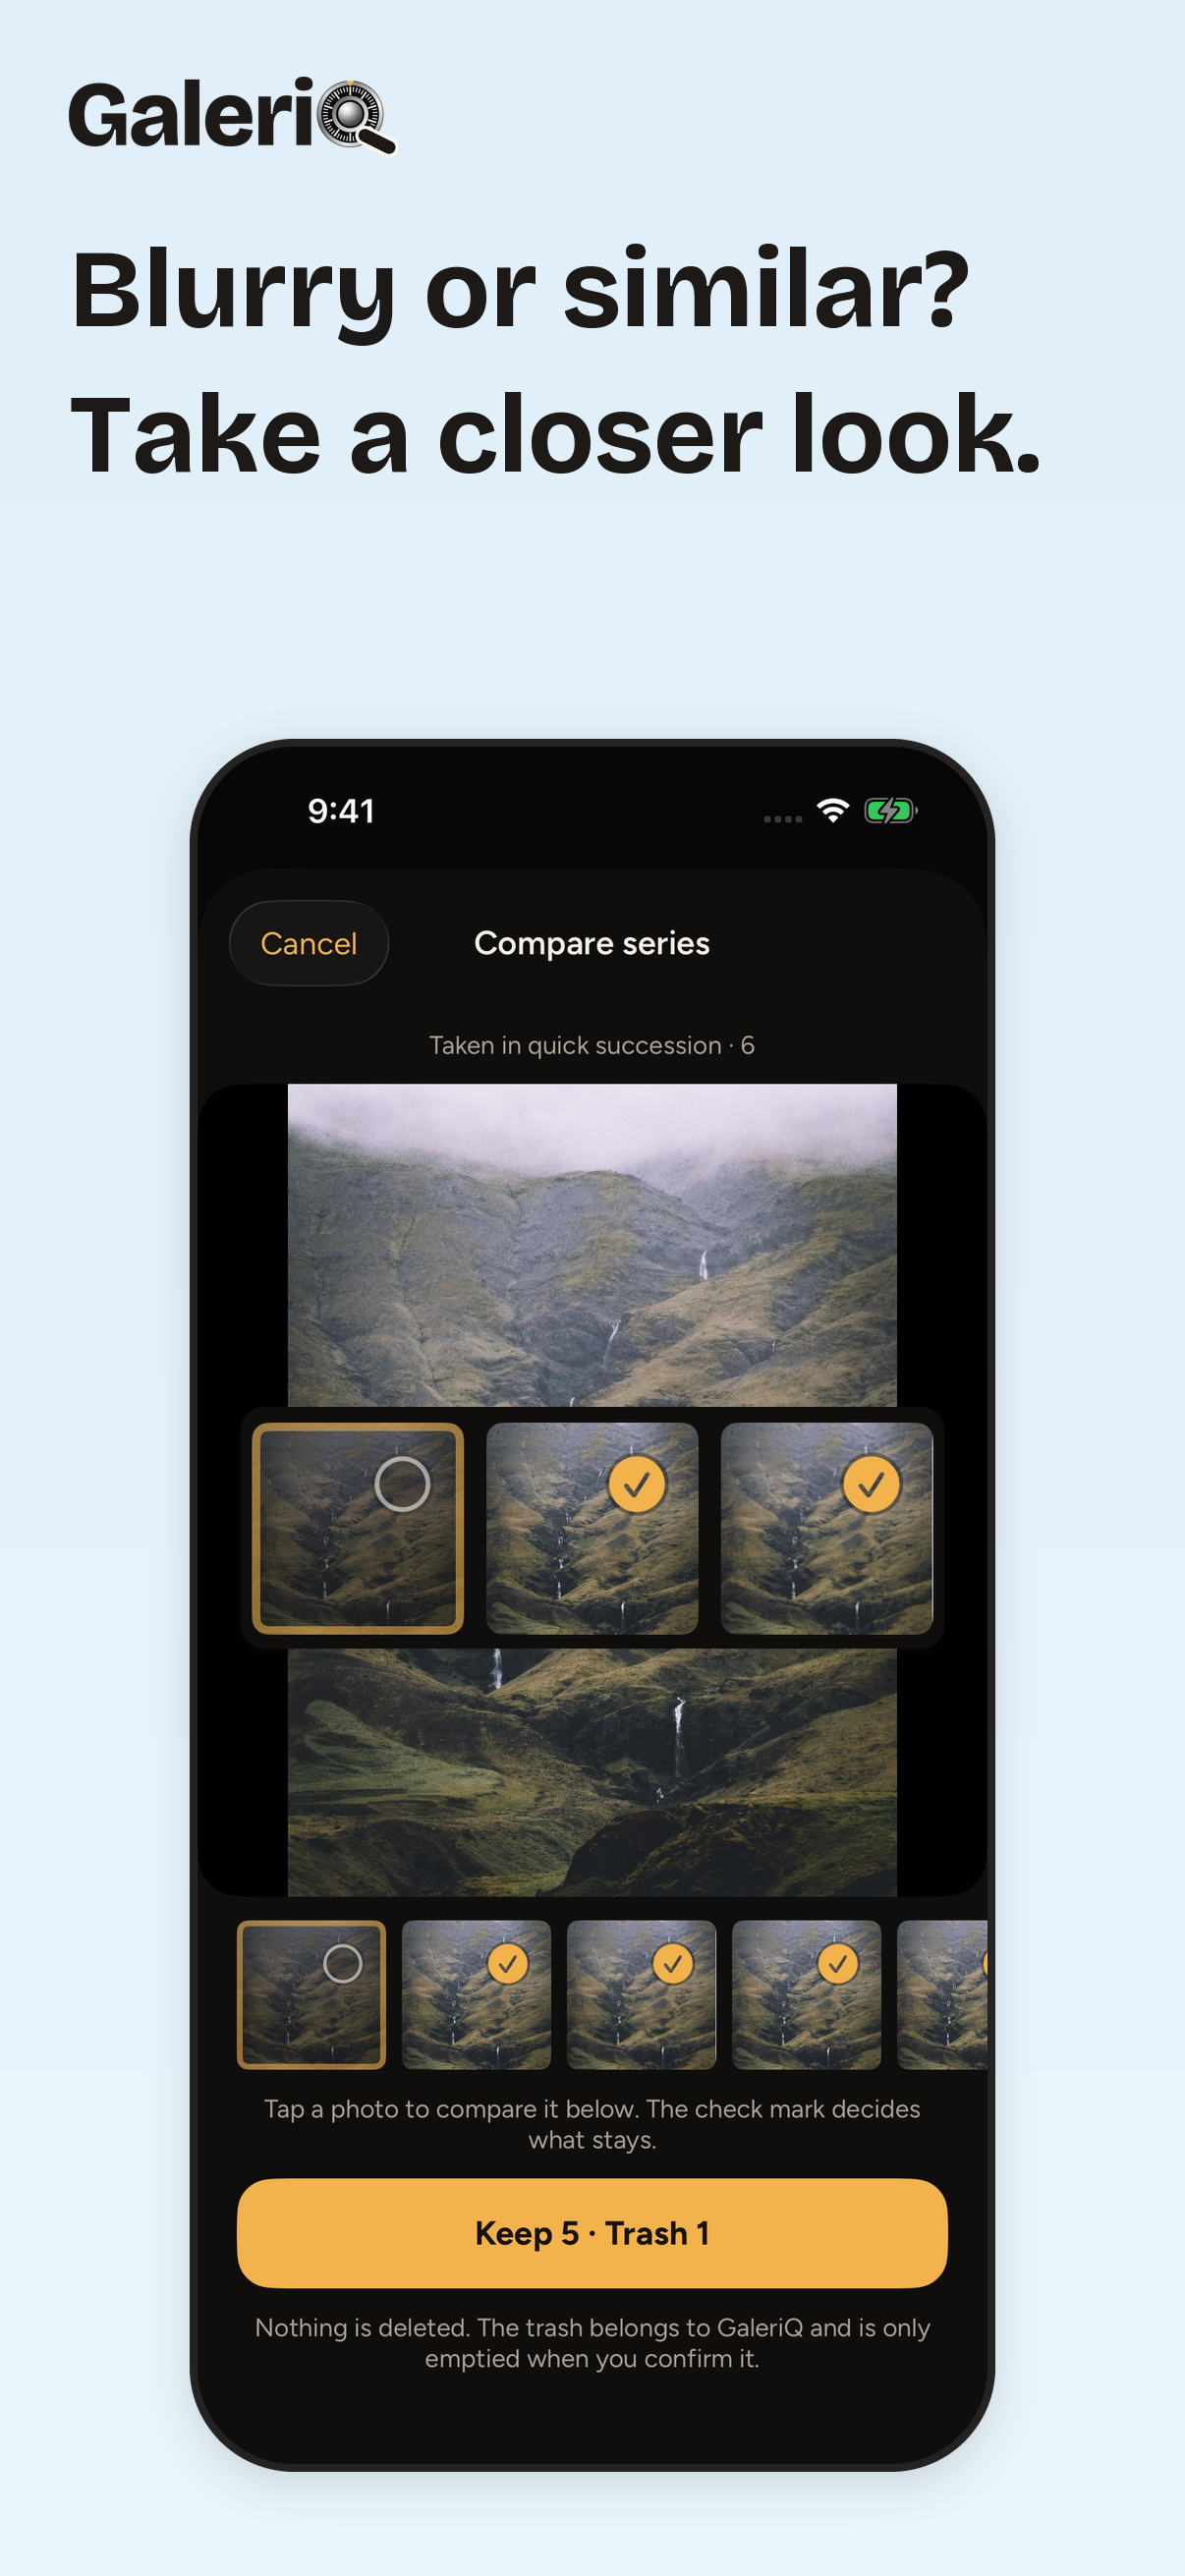 GaleriQ
Blurry or similar?
Take a closer look.
9:41
Cancel
Compare series
Taken in quick succession · 6
Tap a photo to compare it below. The check mark decides
what stays.
Keep 5 · Trash 1
Nothing is deleted. The trash belongs to GaleriQ and is only
emptied when you confirm it.